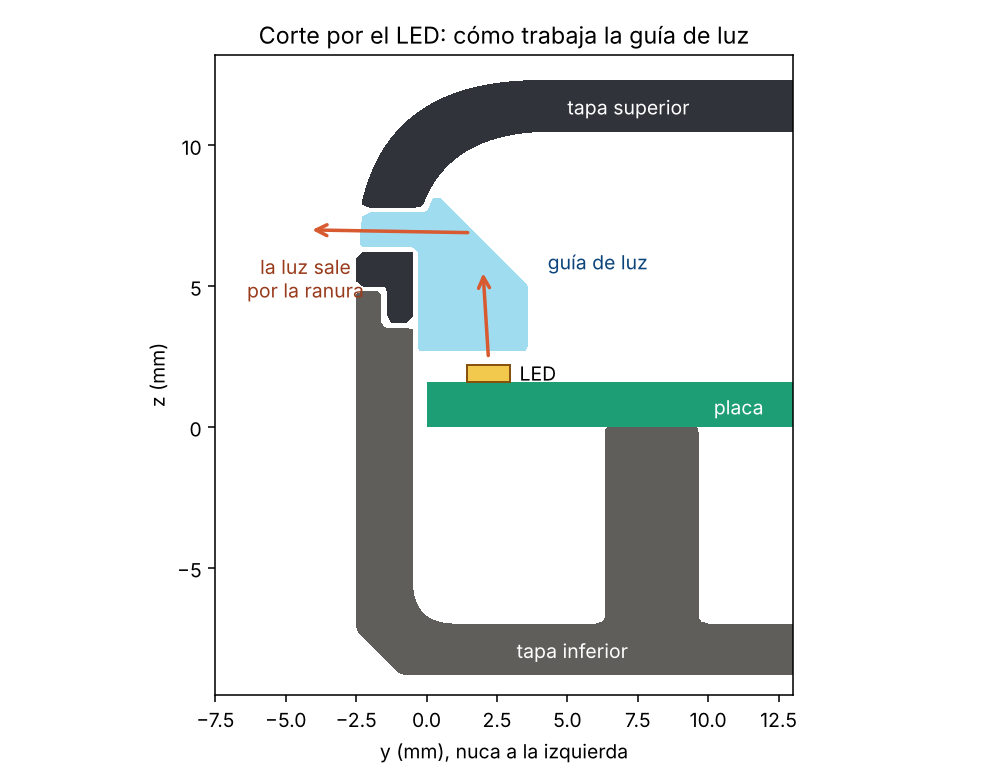 Corte por el LED: cómo trabaja la guía de luz
tapa superior
10
la luz sale
por la ranura
guía de luz
5
LED
placa
0
z (mm)
−5
tapa inferior
−7.5
−5.0
−2.5
0.0
2.5
5.0
7.5
10.0
12.5
y (mm), nuca a la izquierda